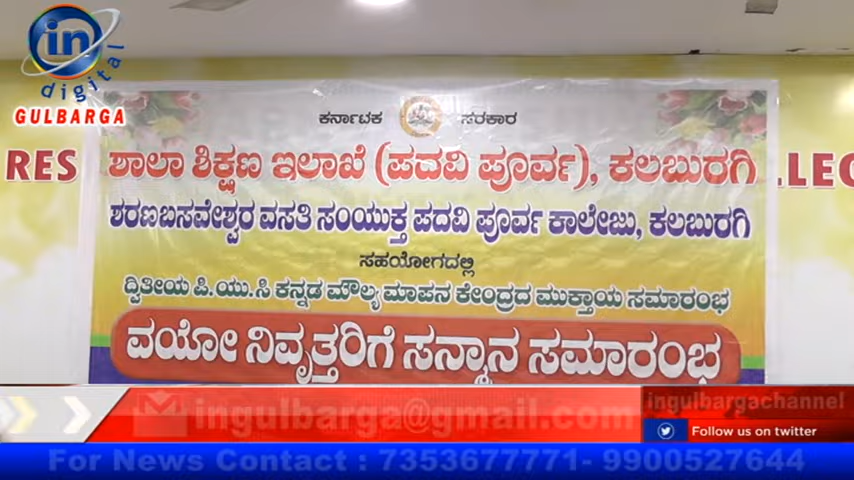 in
digital
GULBARGA
ಕರ್ನಾಟಕ ಸರಕಾರ
RES
ಶಾಲಾ ಶಿಕ್ಷಣ ಇಲಾಖೆ (ಪದವಿ ಪೂರ್ವ), ಕಲಬುರಗಿ
LEC
ಶರಣಬಸವೇಶ್ವರ ವಸತಿ ಸಂಯುಕ್ತ ಪದವಿ ಪೂರ್ವ ಕಾಲೇಜು, ಕಲಬುರಗಿ
ಸಹಯೋಗದಲ್ಲಿ
ದ್ವಿತೀಯ ಪಿ.ಯು.ಸಿ ಕನ್ನಡ ಮೌಲ್ಯ ಮಾಪನ ಕೇಂದ್ರದ ಮುಕ್ತಾಯ ಸಮಾರಂಭ
ವಯೋ ನಿವೃತ್ತರಿಗೆ ಸನ್ಮಾನ ಸಮಾರಂಭ
ingulbarga@gmail.com
ingulbargachannel
Follow us on twitter
For News Contact : 7353677771- 9900527644